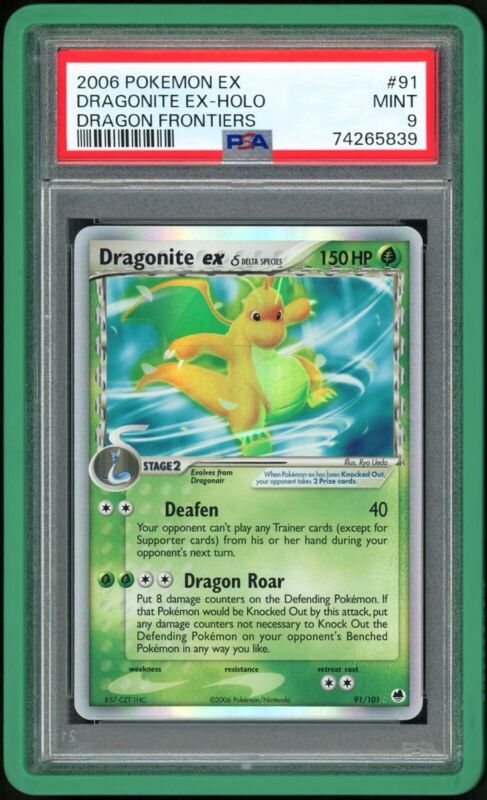 2006 POKEMON EX #91
DRAGONITE EX-HOLO MINT
DRAGON FRONTIERS 9
PSA 74265839
Dragonite ex δ DELTA SPECIES 150 HP
Illus. Ryo Ueda
STAGE 2 Evolves from
Dragonair
When Pokémon-ex has been Knocked Out,
your opponent takes 2 Prize cards.
Deafen 40
Your opponent can't play any Trainer cards (except for
Supporter cards) from his or her hand during your
opponent's next turn.
Dragon Roar
Put 8 damage counters on the Defending Pokémon. If
that Pokémon would be Knocked Out by this attack, put
any damage counters not necessary to Knock Out the
Defending Pokémon on your opponent's Benched
Pokémon in any way you like.
weakness resistance retreat cost
©2006 Pokémon/Nintendo 91/101
PSA